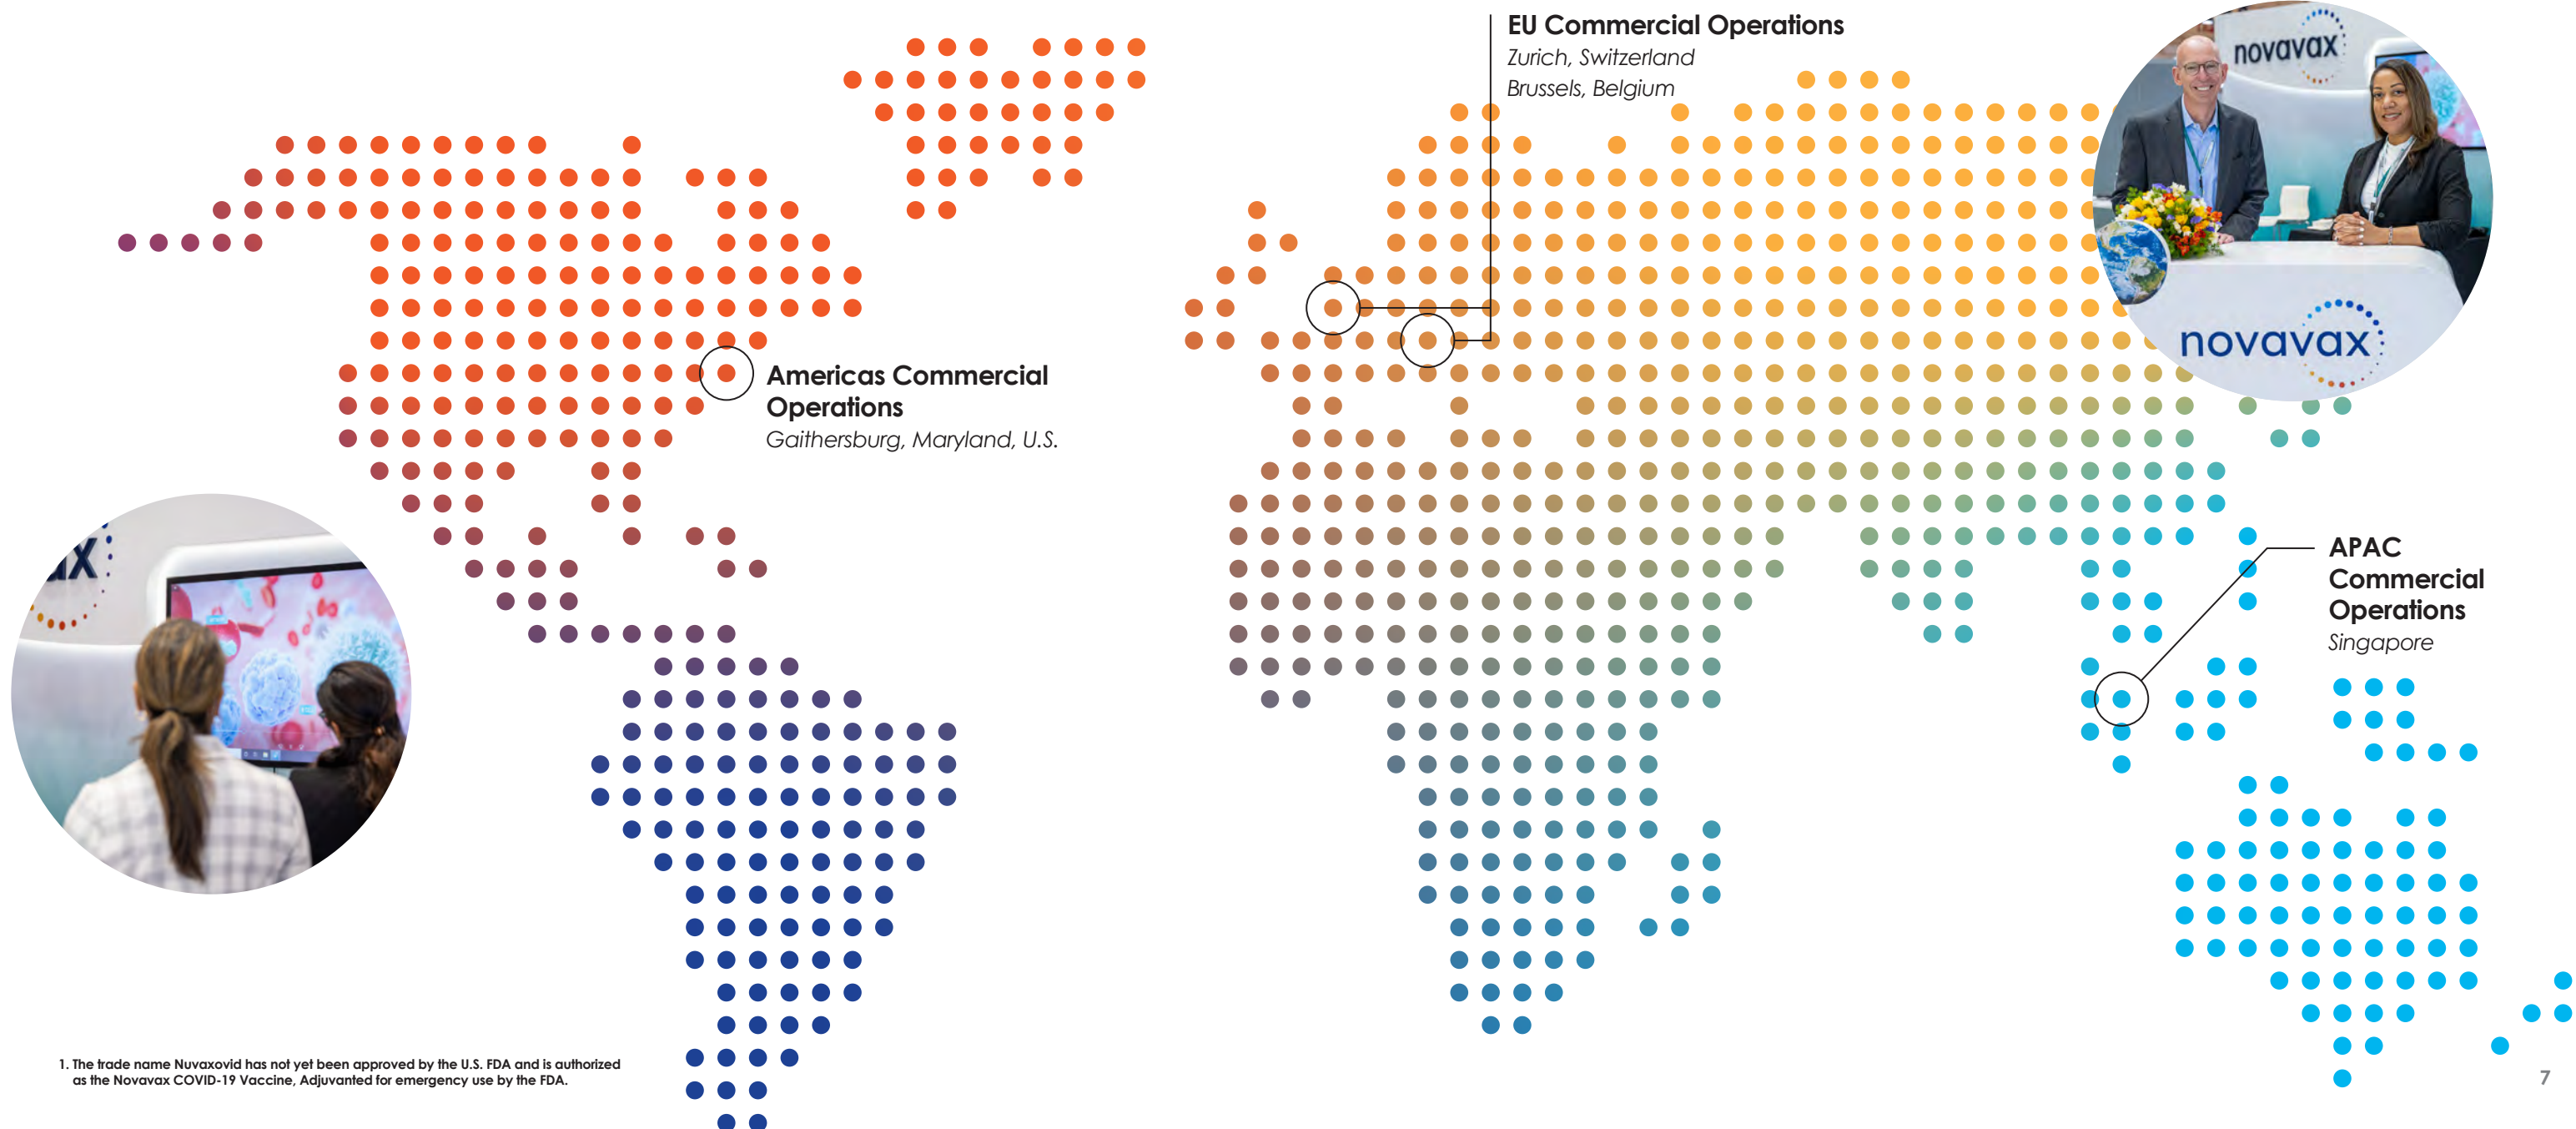 EU Commercial Operations
Zurich, Switzerland
Brussels, Belgium
novavax
novavax
Americas Commercial
Operations
Gaithersburg, Maryland, U.S.
ax
APAC
Commercial
Operations
Singapore
1. The trade name Nuvaxovid has not yet been approved by the U.S. FDA and is authorized
as the Novavax COVID-19 Vaccine, Adjuvanted for emergency use by the FDA.
7